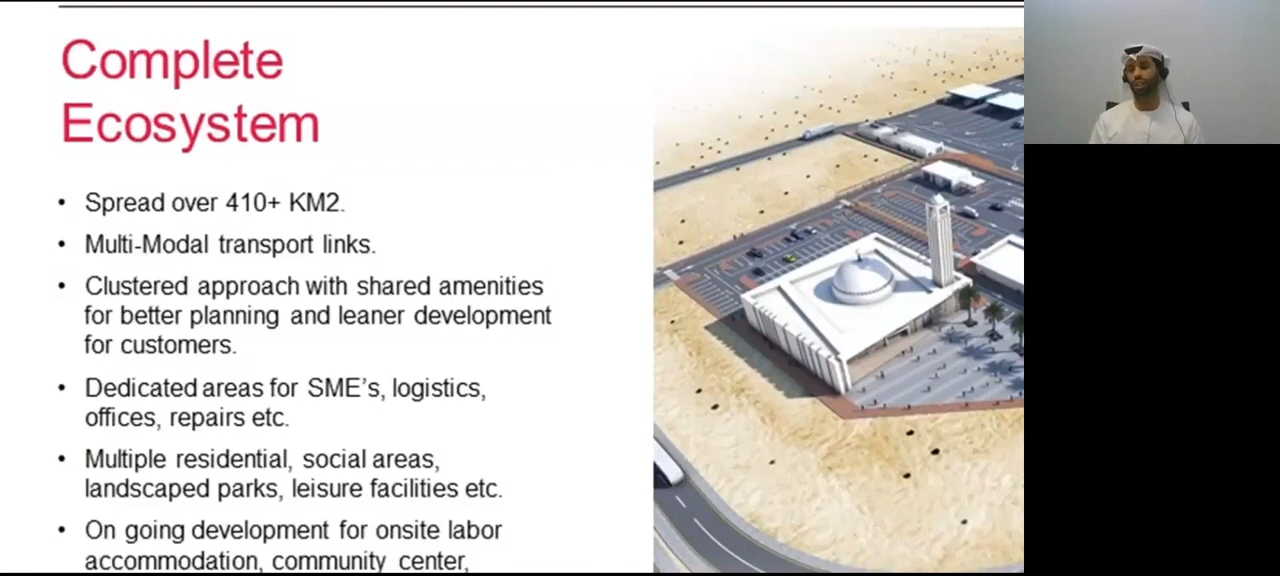 Complete
Ecosystem
• Spread over 410+ KM2.
• Multi-Modal transport links.
• Clustered approach with shared amenities
for better planning and leaner development
for customers.
• Dedicated areas for SME's, logistics,
offices, repairs etc.
• Multiple residential, social areas,
landscaped parks, leisure facilities etc.
• On going development for onsite labor
accommodation, community center,